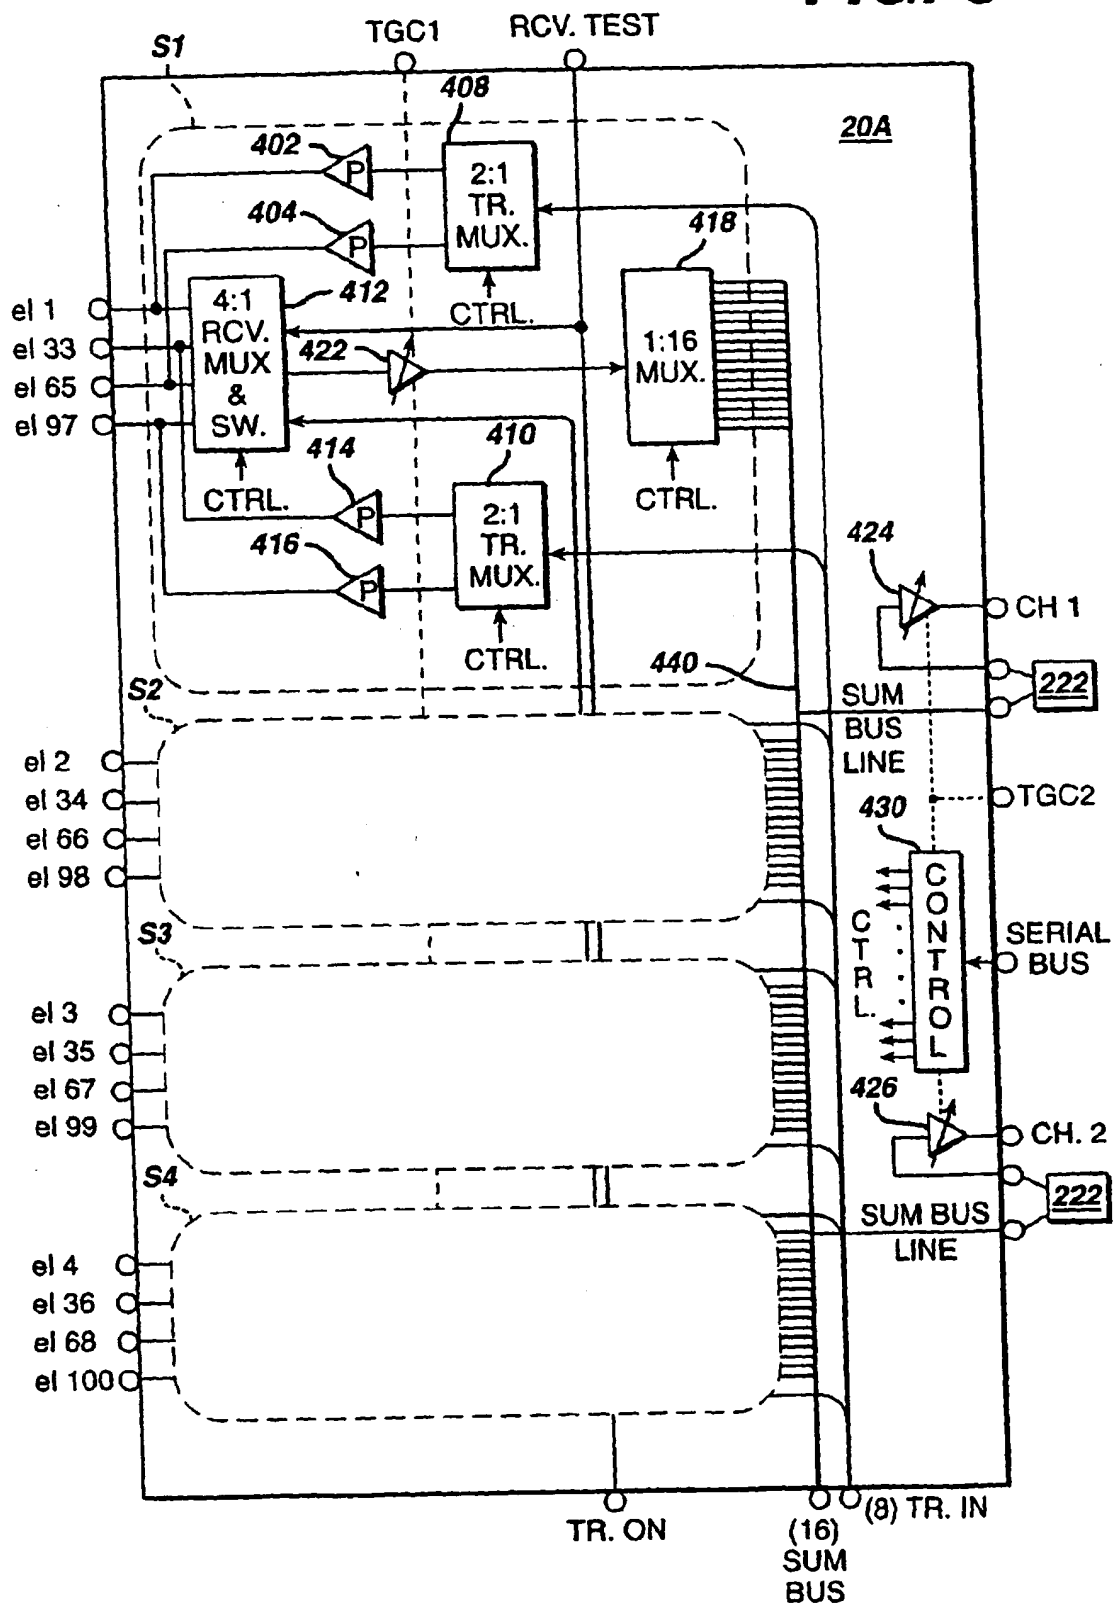 TGC1
RCV. TEST
S1
408
20A
402
P
2:1
TR.
MUX.
404
P
418
CTRL.
el 1
el 33
el 65
el 97
4:1
RCV.
MUX
&
SW.
412
422
1:16
MUX.
CTRL.
414
P
410
CTRL.
2:1
TR.
MUX.
416
P
CTRL.
424
CH 1
440
222
SUM
BUS
LINE
S2
el 2
el 34
el 66
el 98
TGC2
430
CONTROL
CTRL.
SERIAL
BUS
S3
el 3
el 35
el 67
el 99
426
CH. 2
222
S4
SUM BUS
LINE
el 4
el 36
el 68
el 100
TR. ON
(16)
SUM
BUS
(8) TR. IN